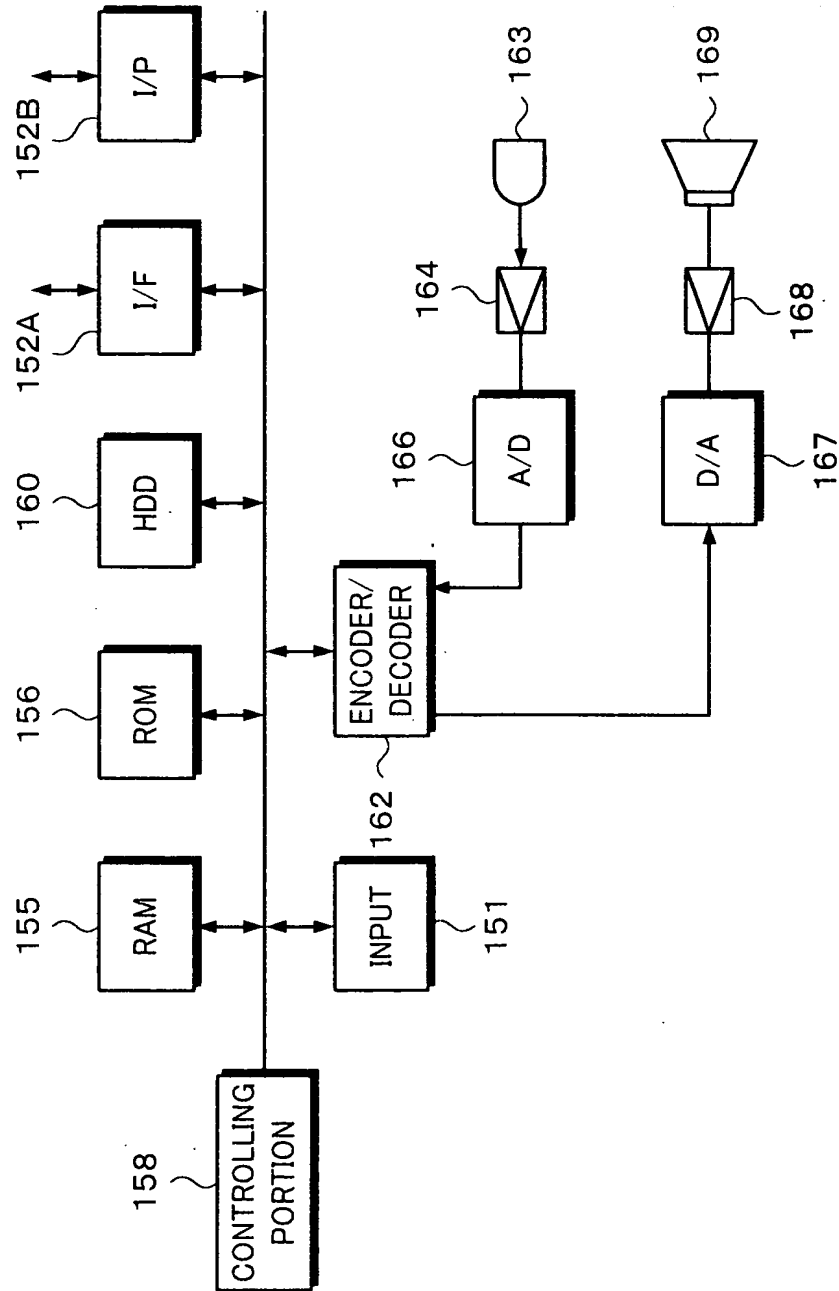 158
CONTROLLING
PORTION
155
RAM
156
ROM
160
HDD
152A
I/F
152B
I/P
INPUT
151
ENCODER/
DECODER
162
166
A/D
164
163
D/A
167
168
169